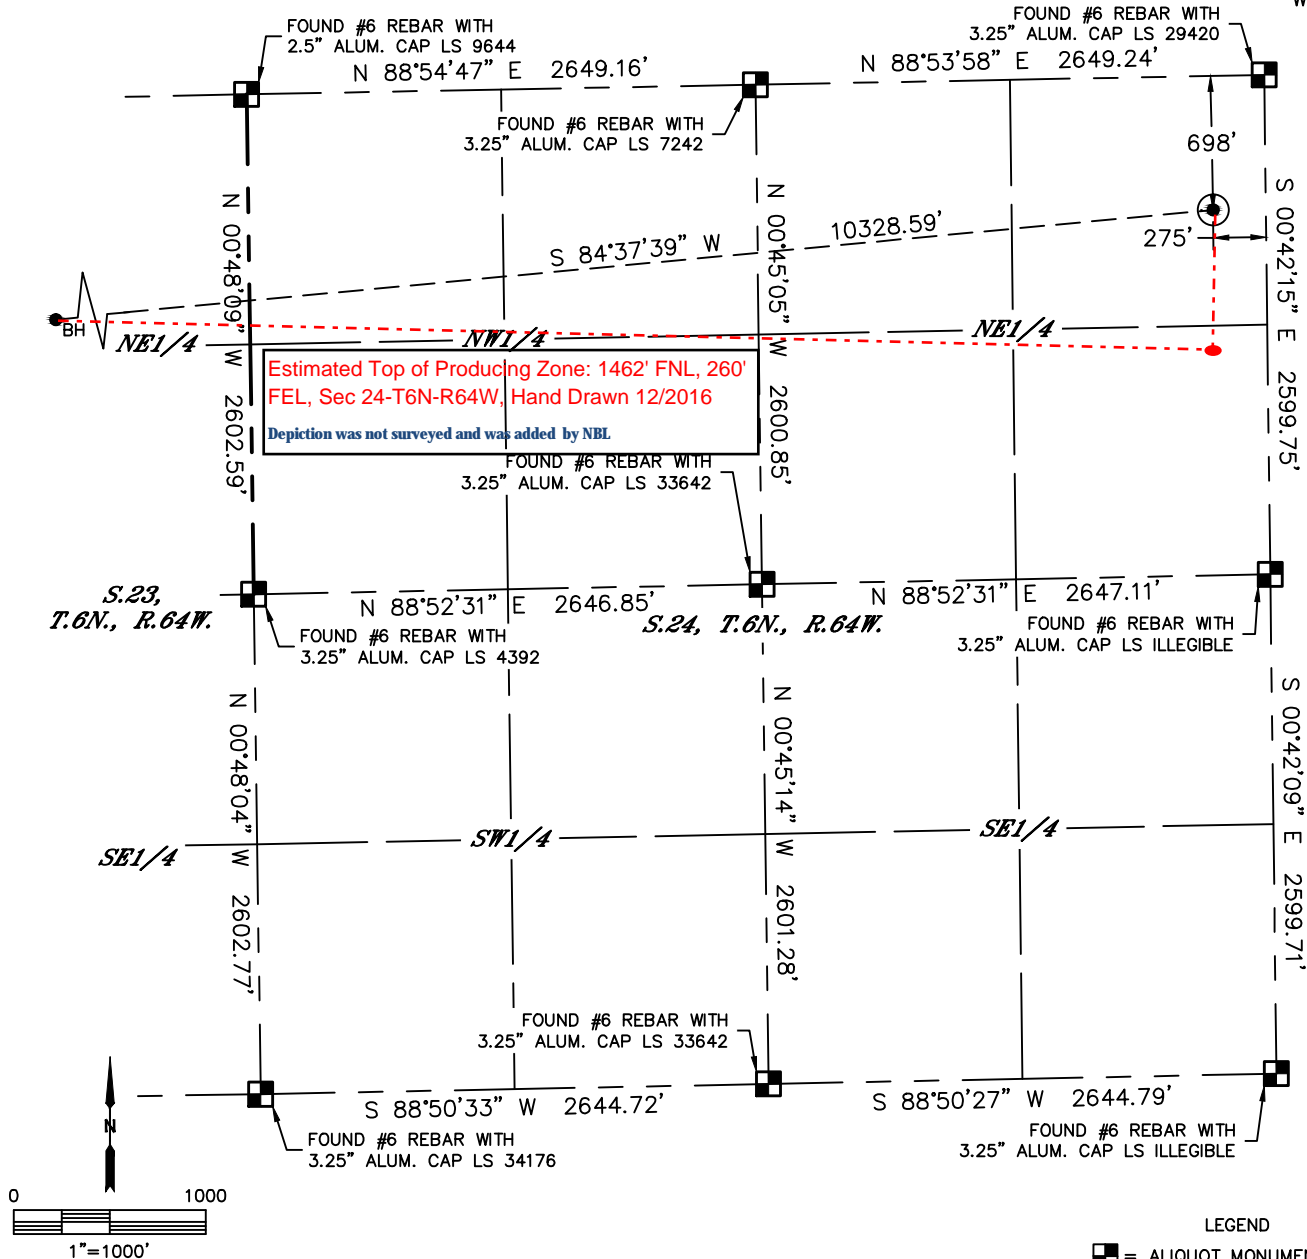 W
FOUND #6 REBAR WITH
2.5" ALUM. CAP LS 9644
FOUND #6 REBAR WITH
3.25" ALUM. CAP LS 29420
N 88°54'47" E 2649.16'
N 88°53'58" E 2649.24'
FOUND #6 REBAR WITH
3.25" ALUM. CAP LS 7242
698'
275'
N 00°48'09" W 2602.59'
N 00°45'05" W 2600.85'
S 00°42'15" E 2599.75'
S 84°37'39" W 10328.59'
BH
NE1/4
NW1/4
NE1/4
Estimated Top of Producing Zone: 1462' FNL, 260'
FEL, Sec 24-T6N-R64W, Hand Drawn 12/2016
Depiction was not surveyed and was added by NBL
FOUND #6 REBAR WITH
3.25" ALUM. CAP LS 33642
S.23,
T.6N., R.64W.
N 88°52'31" E 2646.85'
N 88°52'31" E 2647.11'
S.24, T.6N., R.64W.
FOUND #6 REBAR WITH
3.25" ALUM. CAP LS 4392
FOUND #6 REBAR WITH
3.25" ALUM. CAP LS ILLEGIBLE
N 00°48'04" W 2602.77'
N 00°45'14" W 2601.28'
S 00°42'09" E 2599.71'
SE1/4
SW1/4
SE1/4
FOUND #6 REBAR WITH
3.25" ALUM. CAP LS 33642
S 88°50'33" W 2644.72'
S 88°50'27" W 2644.79'
N
FOUND #6 REBAR WITH
3.25" ALUM. CAP LS 34176
FOUND #6 REBAR WITH
3.25" ALUM. CAP LS ILLEGIBLE
0 1000
1"=1000'
LEGEND
= ALIQUOT MONUMEN